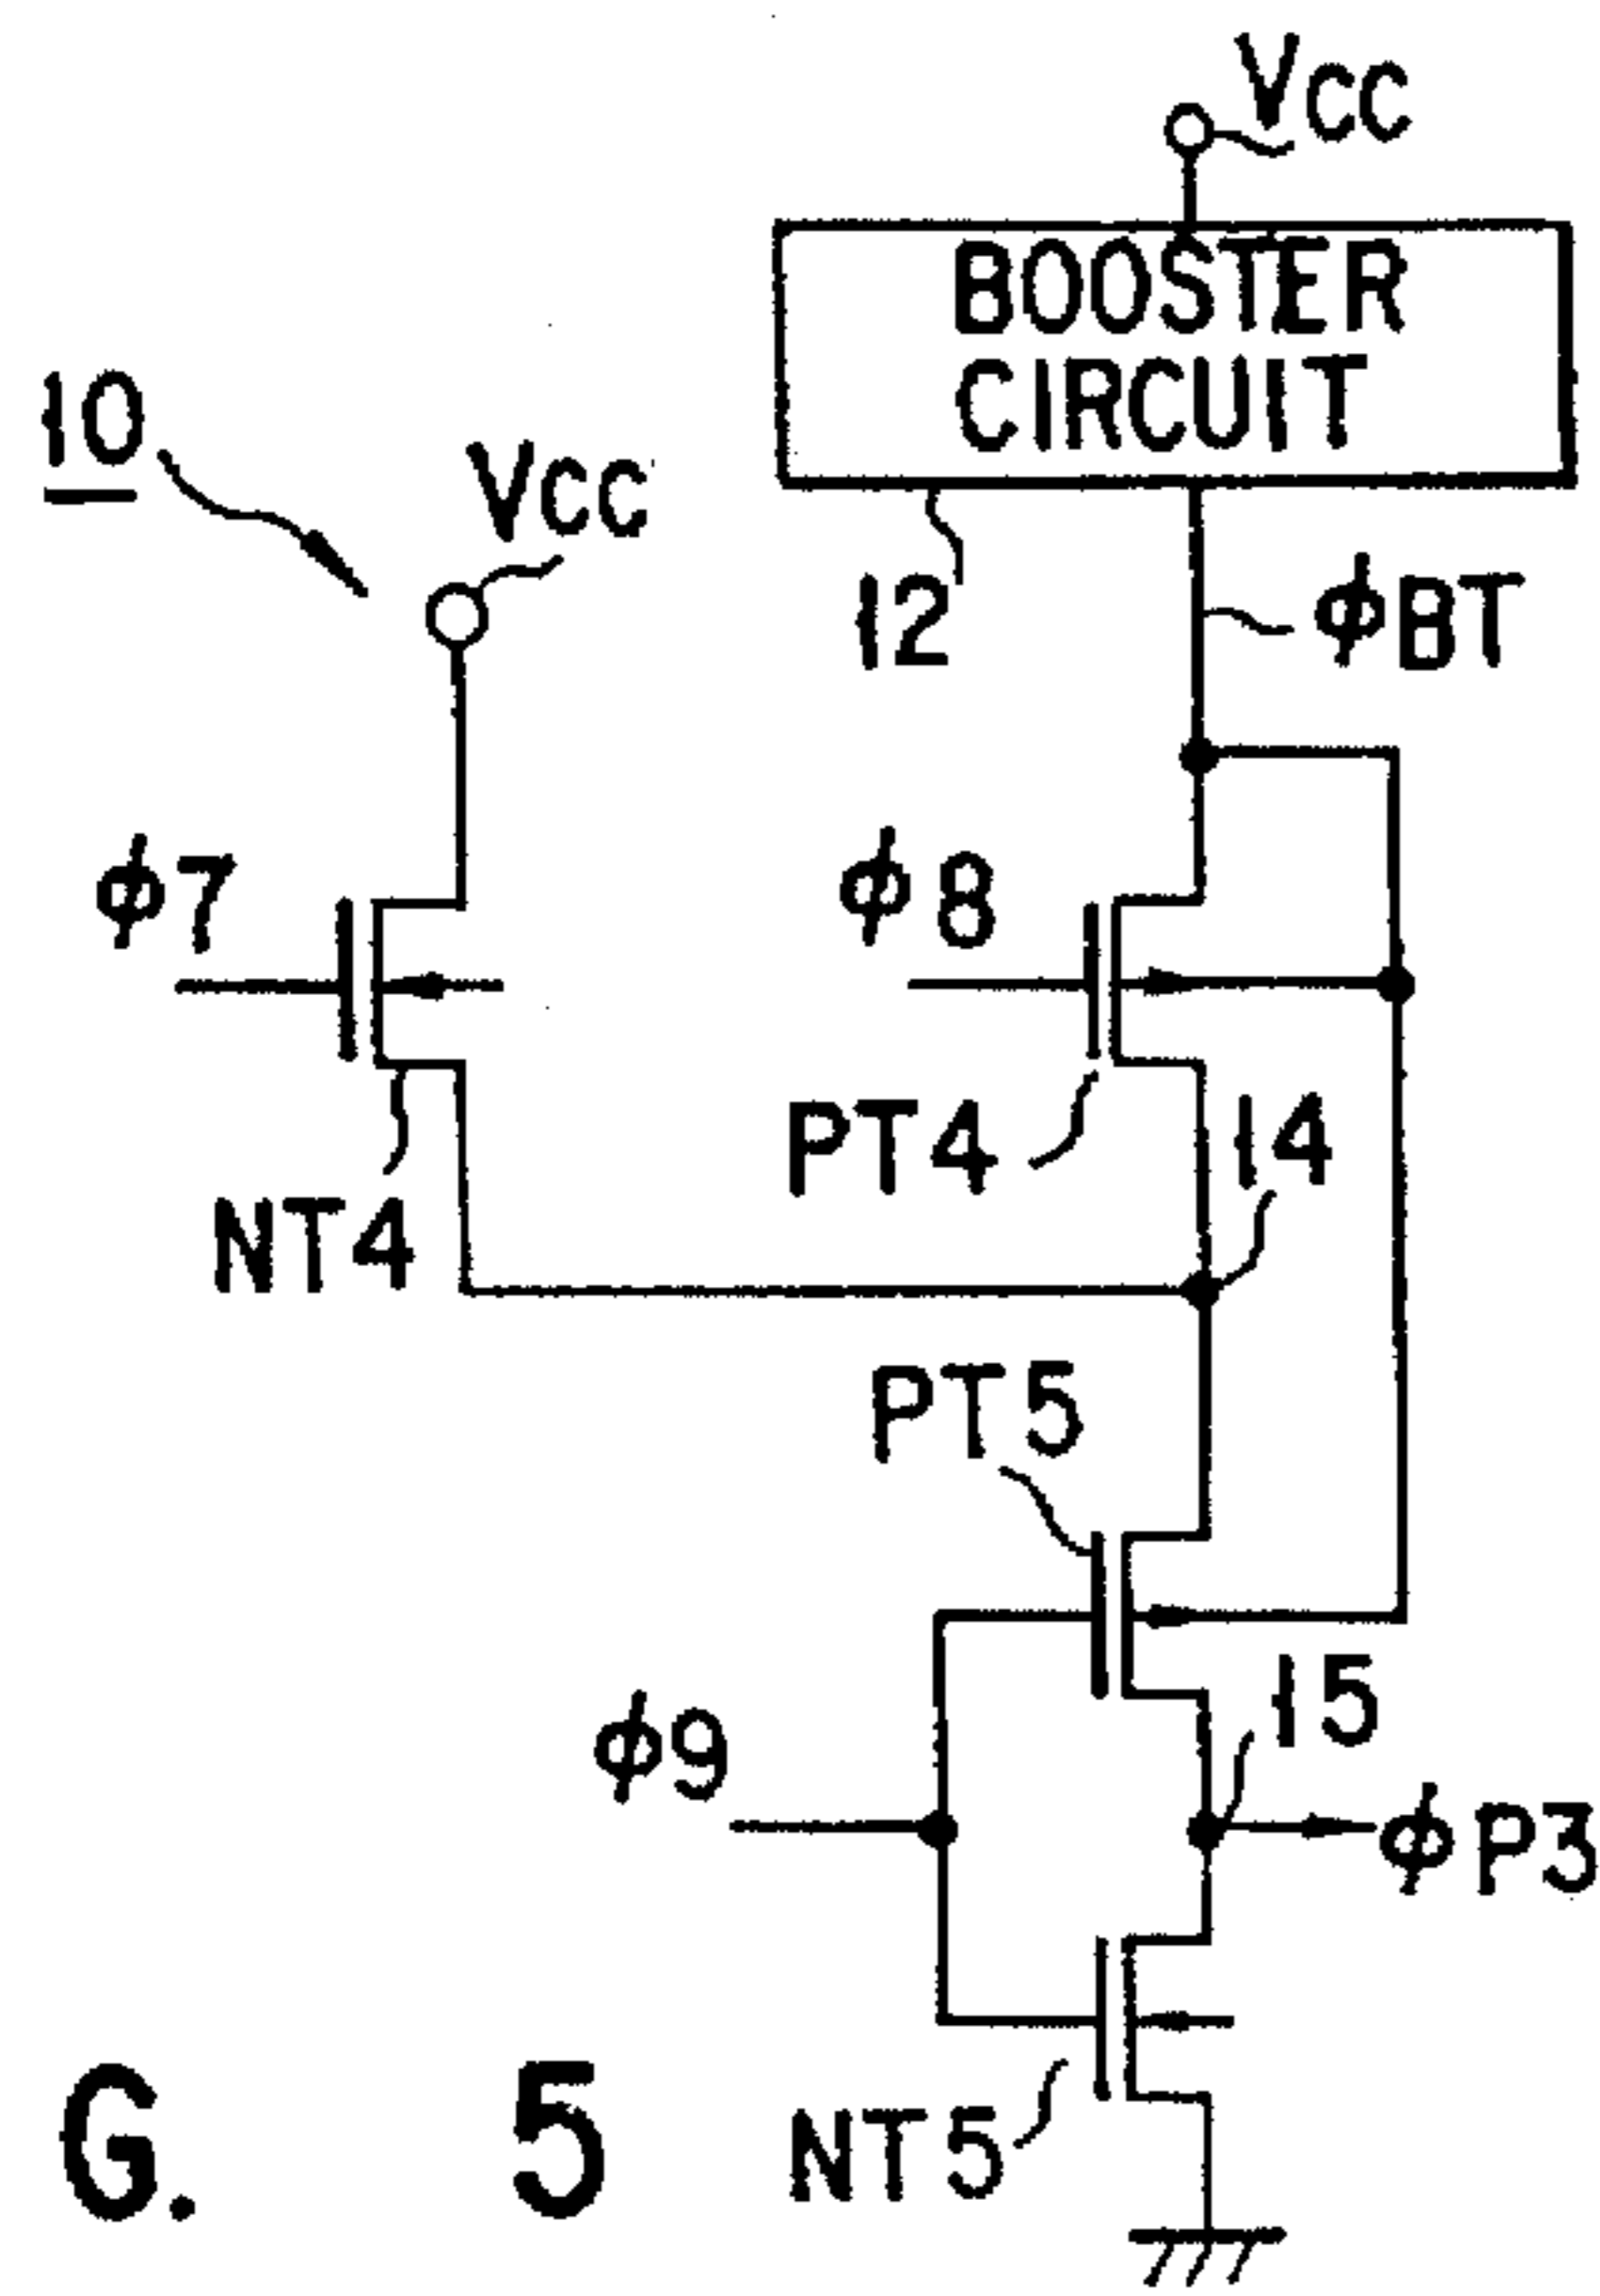 Vcc
BOOSTER
CIRCUIT
10
Vcc
12
φBT
φ7
φ8
PT4
14
NT4
PT5
15
φ9
φP3
NT5
G. 5